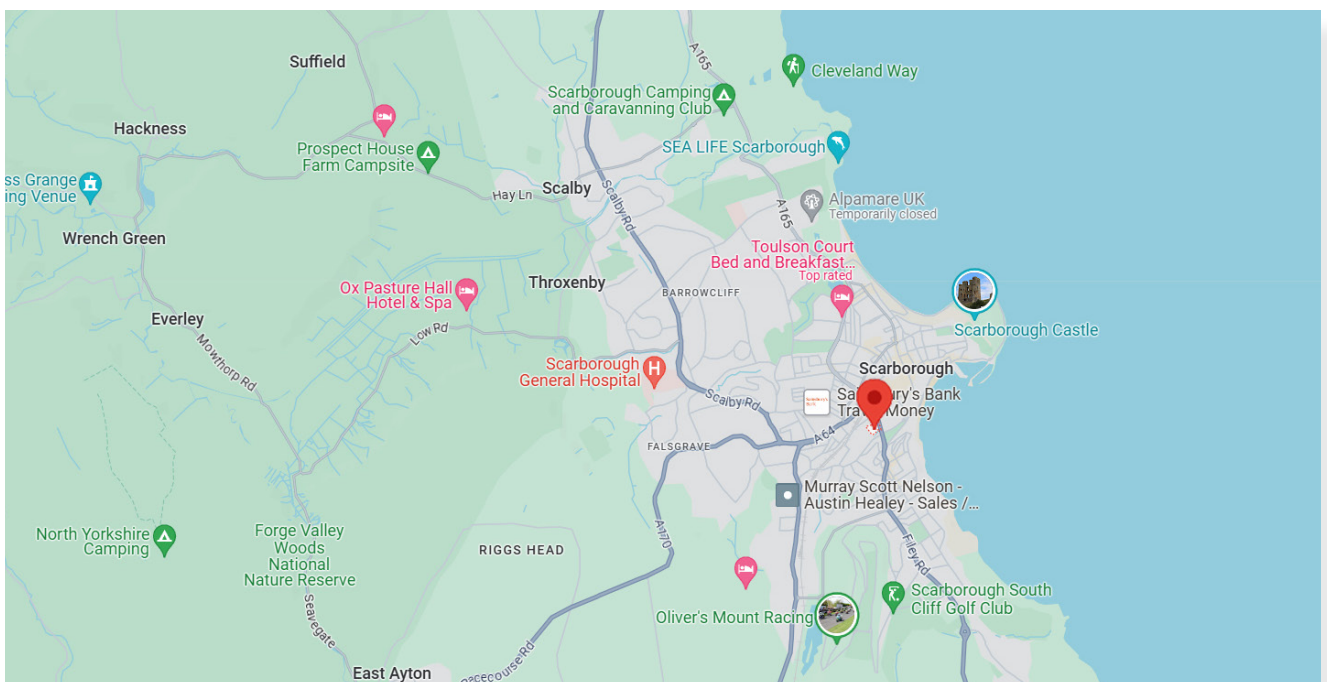 Suffield
A165
Cleveland Way
Scarborough Camping
and Caravanning Club
Hackness
Prospect House
Farm Campsite
SEA LIFE Scarborough
ss Grange
ing Venue
Hay Ln
Scalby
Scalby Rd
A165
Alpamare UK
Temporarily closed
Wrench Green
Toulson Court
Bed and Breakfast...
Top rated
Throxenby
Ox Pasture Hall
Hotel & Spa
BARROWCLIFF
Everley
Low Rd
Mowthorp Rd
Scarborough Castle
Scarborough
General Hospital
Scarborough
Scalby Rd
Money
A64
FALSGRAVE
Murray Scott Nelson -
Austin Healey - Sales /...
North Yorkshire
Camping
Forge Valley
Woods
National
Nature Reserve
RIGGS HEAD
A170
Filey Rd
Seavegate
Oliver's Mount Racing
Scarborough South
Cliff Golf Club
East Ayton
Racecourse Rd